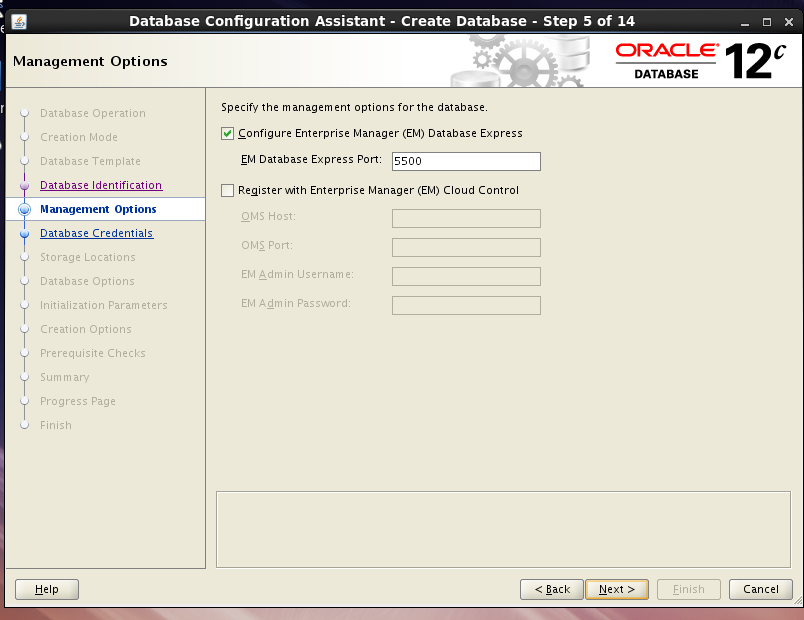 Database Configuration Assistant - Create Database - Step 5 of 14
Management Options
ORACLE®
DATABASE
12c
Database Operation
Creation Mode
Database Template
Database Identification
Management Options
Database Credentials
Storage Locations
Database Options
Initialization Parameters
Creation Options
Prerequisite Checks
Summary
Progress Page
Finish
Specify the management options for the database.
Configure Enterprise Manager (EM) Database Express
EM Database Express Port: 5500
Register with Enterprise Manager (EM) Cloud Control
OMS Host:
OMS Port:
EM Admin Username:
EM Admin Password:
Help
< Back
Next >
Finish
Cancel